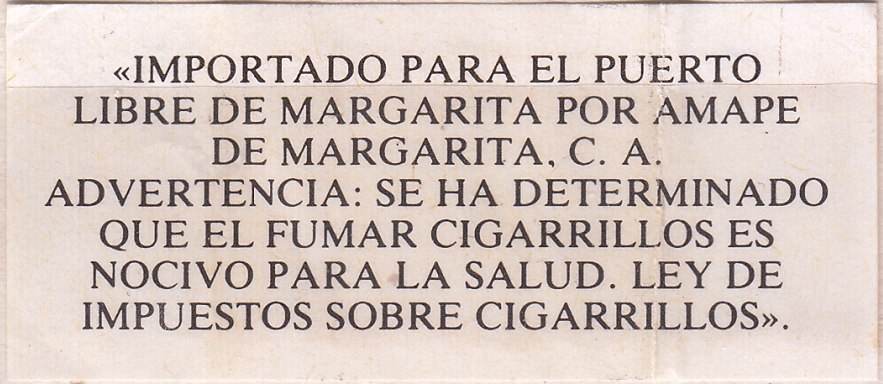 «IMPORTADO PARA EL PUERTO
LIBRE DE MARGARITA POR AMAPE
DE MARGARITA, C. A.
ADVERTENCIA: SE HA DETERMINADO
QUE EL FUMAR CIGARRILLOS ES
NOCIVO PARA LA SALUD. LEY DE
IMPUESTOS SOBRE CIGARRILLOS».